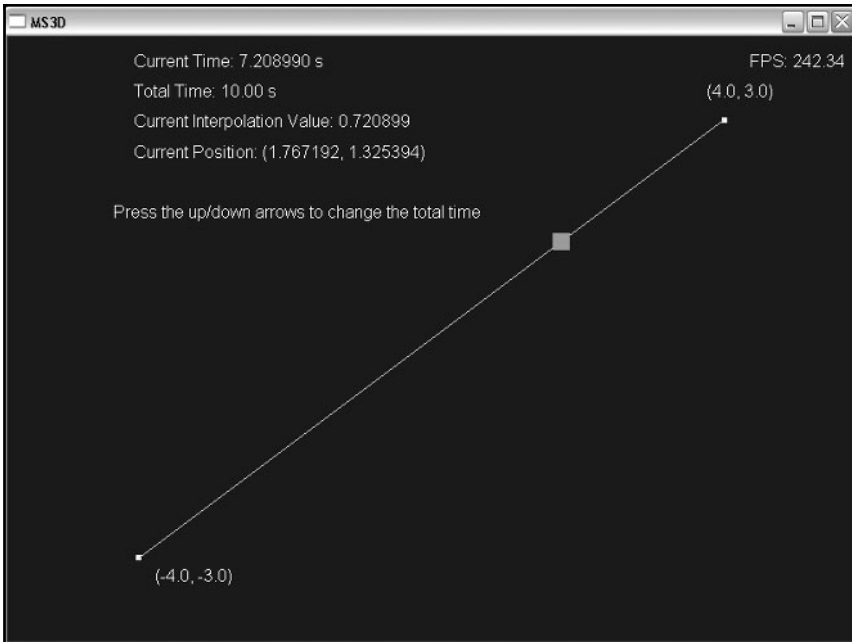 MS3D
Current Time: 7.208990 s
FPS: 242.34
Total Time: 10.00 s
(4.0, 3.0)
Current Interpolation Value: 0.720899
Current Position: (1.767192, 1.325394)
Press the up/down arrows to change the total time
(-4.0, -3.0)